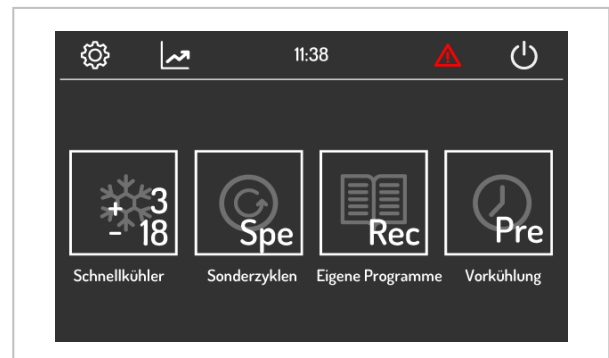 11:38
+3
-18
Spe
Rec
Pre
Schnellkühler
Sonderzyklen
Eigene Programme
Vorkühlung